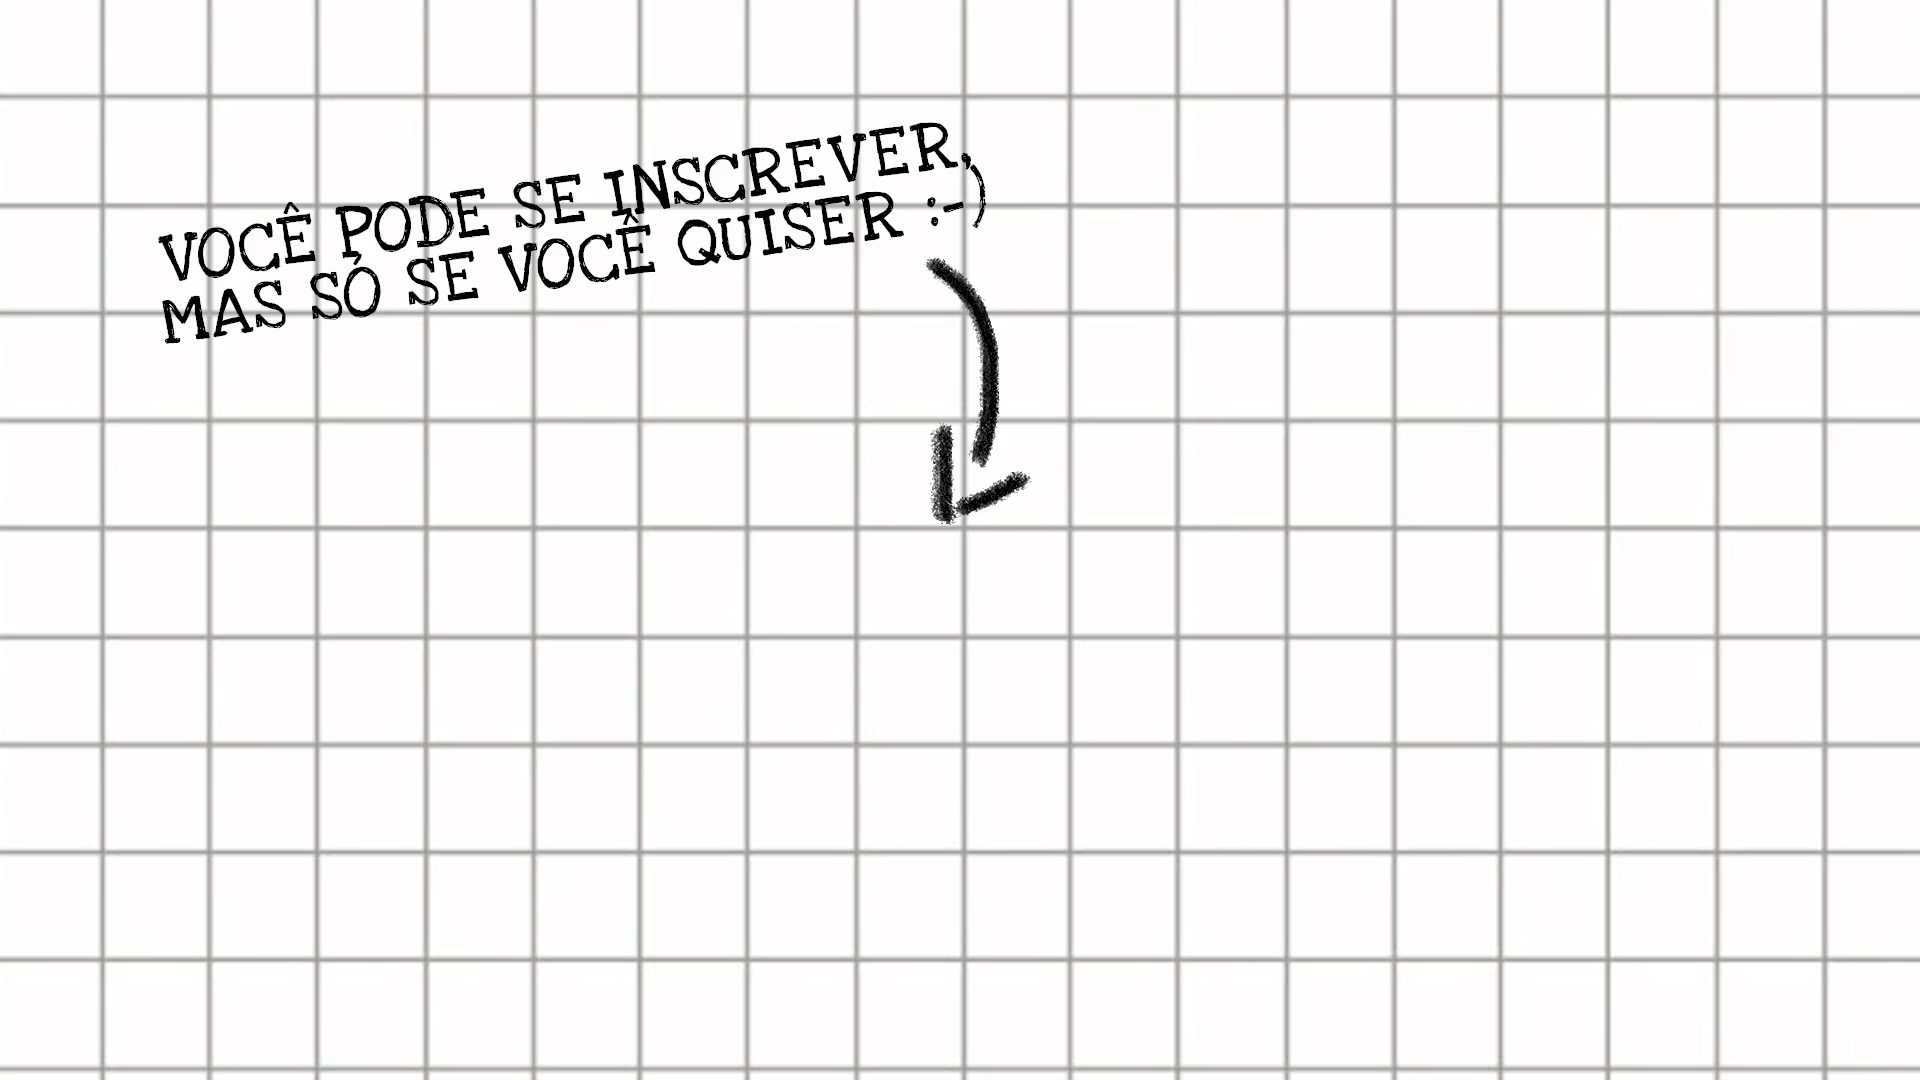 VOCÊ PODE SE INSCREVER,
MAS SÓ SE VOCÊ QUISER :-)